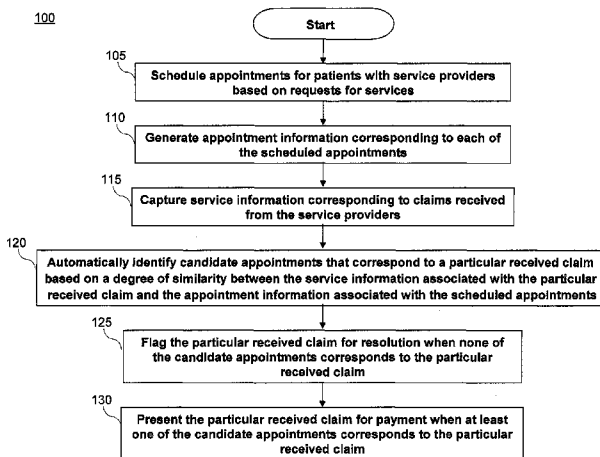 100
Start
105
Schedule appointments for patients with service providers
based on requests for services
110
Generate appointment information corresponding to each of
the scheduled appointments
115
Capture service information corresponding to claims received
from the service providers
120
Automatically identify candidate appointments that correspond to a particular received claim
based on a degree of similarity between the service information associated with the particular
received claim and the appointment information associated with the scheduled appointments
125
Flag the particular received claim for resolution when none of
the candidate appointments corresponds to the particular
received claim
130
Present the particular received claim for payment when at least
one of the candidate appointments corresponds to the particular
received claim